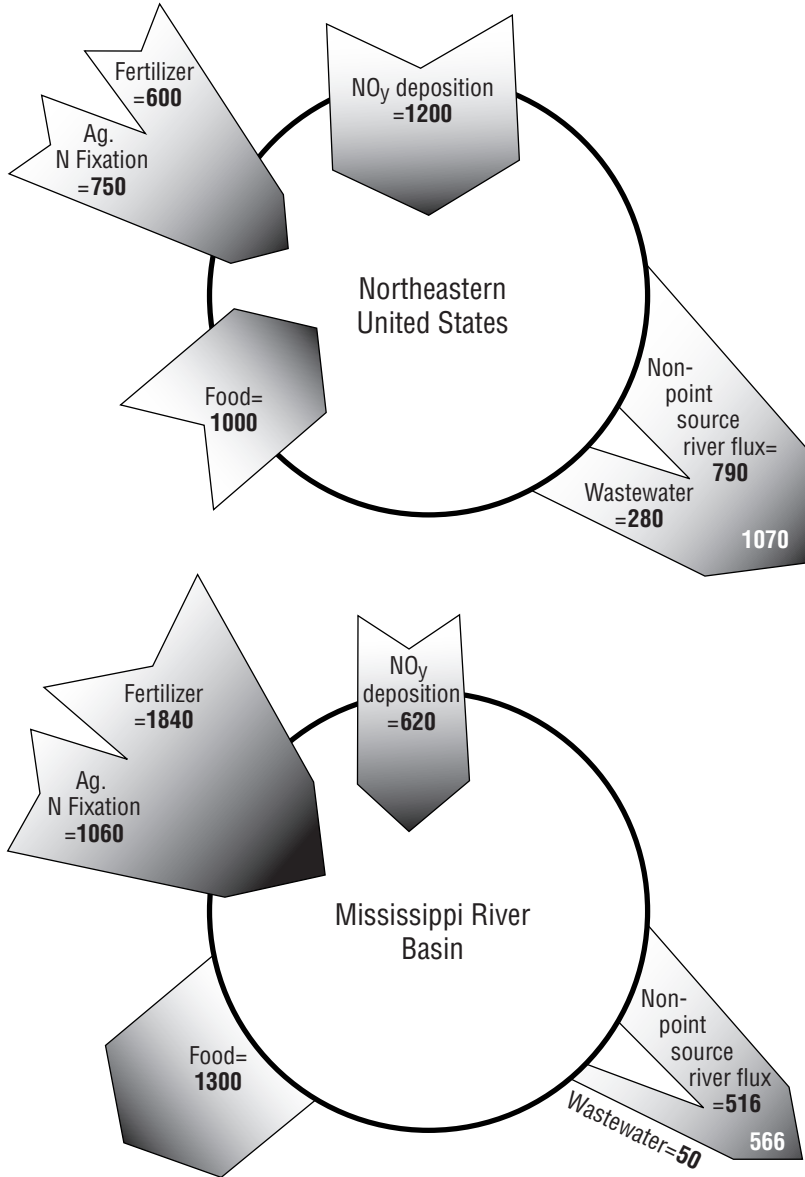 Fertilizer
=600
Ag.
N Fixation
=750
NOy deposition
=1200
Northeastern
United States
Food=
1000
Non-
point
source
river flux=
790
Wastewater
=280
1070
Fertilizer
=1840
Ag.
N Fixation
=1060
NOy
deposition
=620
Mississippi River
Basin
Food=
1300
Non-
point
source
river flux
=516
Wastewater=50
566